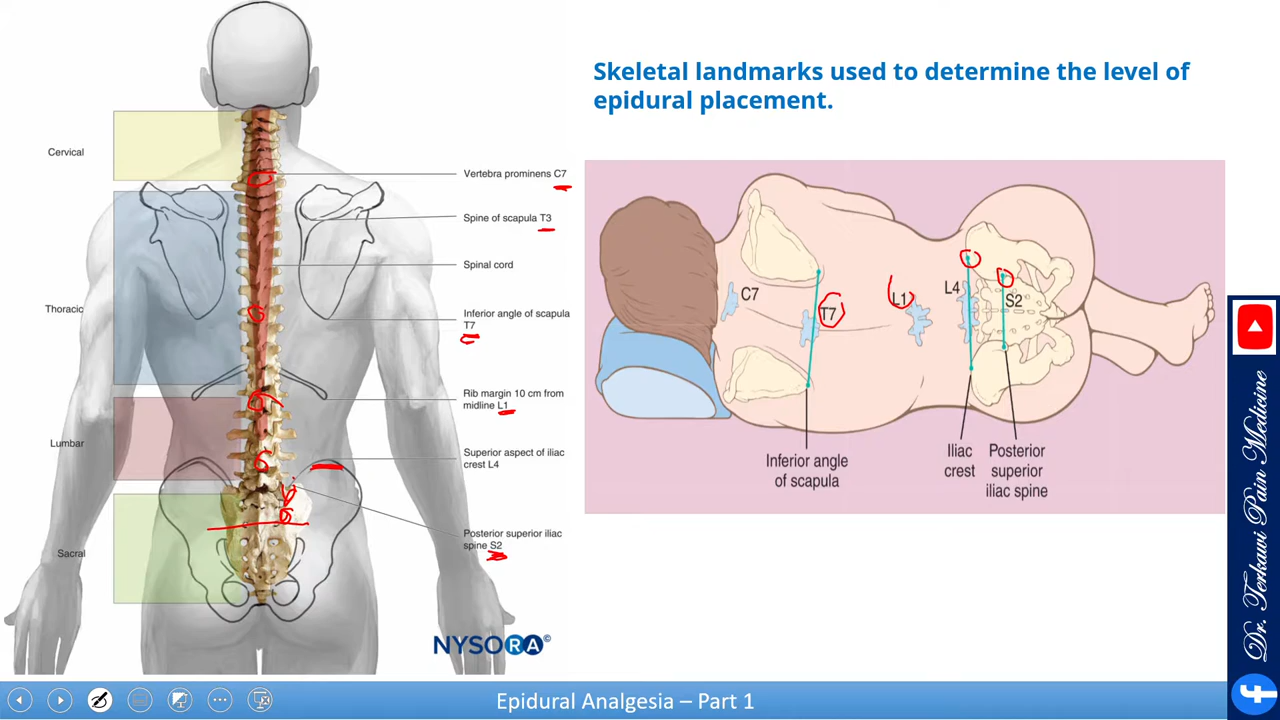 Skeletal landmarks used to determine the level of
epidural placement.
Cervical
Thoracic
Lumbar
Sacral
Vertebra prominens C7
Spine of scapula T3
Spinal cord
Inferior angle of scapula
T7
Rib margin 10 cm from
midline L1
Superior aspect of iliac
crest L4
Posterior superior iliac
spine S2
NYSORA©
C7
T7
L1
L4
S2
Inferior angle
of scapula
Iliac
crest
Posterior
superior
iliac spine
Dr. Terkawi Pain Medicine
Epidural Analgesia – Part 1